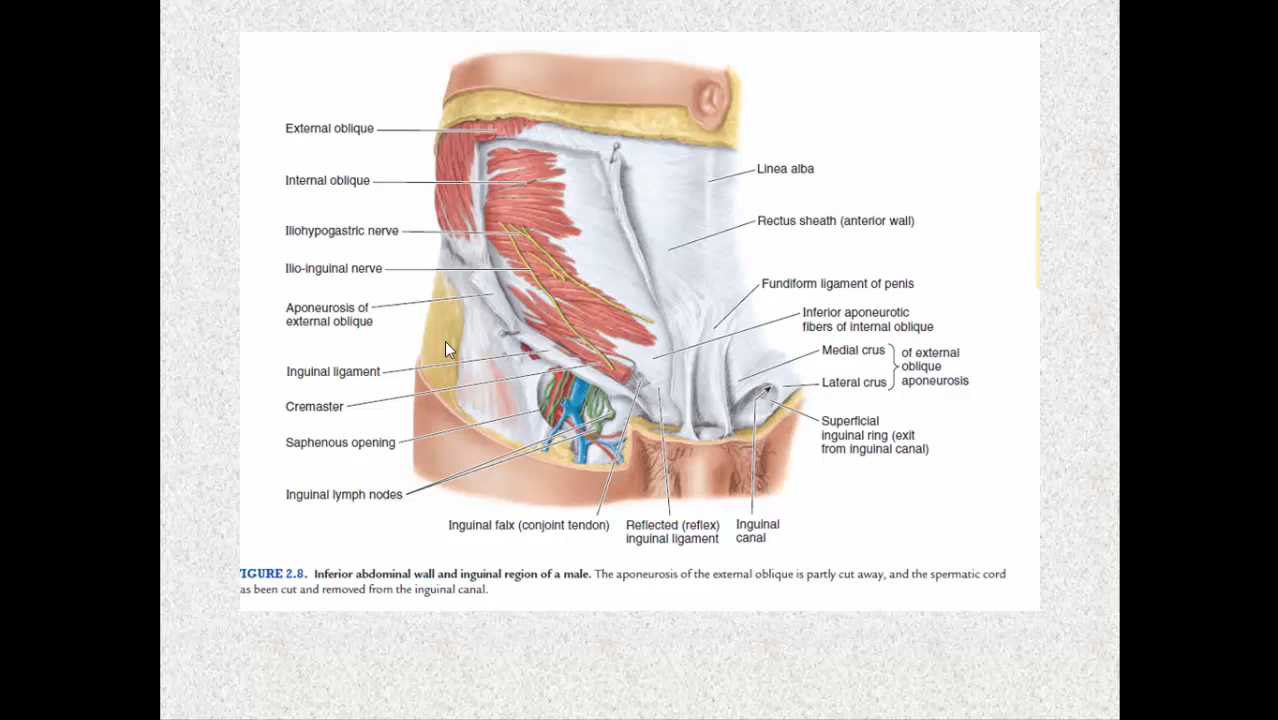 External oblique
Internal oblique
Iliohypogastric nerve
Ilio-inguinal nerve
Aponeurosis of
external oblique
Inguinal ligament
Cremaster
Saphenous opening
Inguinal lymph nodes
Linea alba
Rectus sheath (anterior wall)
Fundiform ligament of penis
Inferior aponeurotic
fibers of internal oblique
Medial crus
Lateral crus
of external
oblique
aponeurosis
Superficial
inguinal ring (exit
from inguinal canal)
Inguinal falx (conjoint tendon)
Reflected (reflex)
inguinal ligament
Inguinal
canal
IGURE 2.8. Inferior abdominal wall and inguinal region of a male. The aponeurosis of the external oblique is partly cut away, and the spermatic cord
as been cut and removed from the inguinal canal.